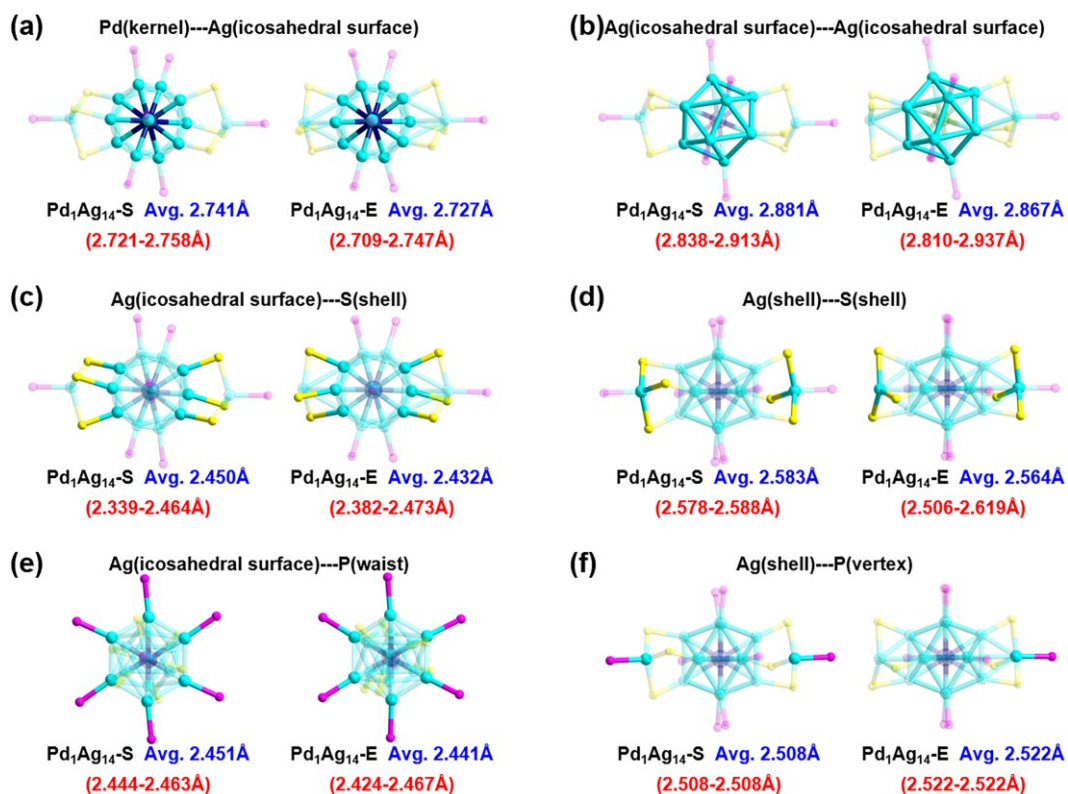 (a) Pd(kernel)---Ag(icosahedral surface)
Pd₁Ag₁₄-S Avg. 2.741Å Pd₁Ag₁₄-E Avg. 2.727Å
(2.721-2.758Å) (2.709-2.747Å)
(b) Ag(icosahedral surface)---Ag(icosahedral surface)
Pd₁Ag₁₄-S Avg. 2.881Å Pd₁Ag₁₄-E Avg. 2.867Å
(2.838-2.913Å) (2.810-2.937Å)
(c) Ag(icosahedral surface)---S(shell)
Pd₁Ag₁₄-S Avg. 2.450Å Pd₁Ag₁₄-E Avg. 2.432Å
(2.339-2.464Å) (2.382-2.473Å)
(d) Ag(shell)---S(shell)
Pd₁Ag₁₄-S Avg. 2.583Å Pd₁Ag₁₄-E Avg. 2.564Å
(2.578-2.588Å) (2.506-2.619Å)
(e) Ag(icosahedral surface)---P(waist)
Pd₁Ag₁₄-S Avg. 2.451Å Pd₁Ag₁₄-E Avg. 2.441Å
(2.444-2.463Å) (2.424-2.467Å)
(f) Ag(shell)---P(vertex)
Pd₁Ag₁₄-S Avg. 2.508Å Pd₁Ag₁₄-E Avg. 2.522Å
(2.508-2.508Å) (2.522-2.522Å)